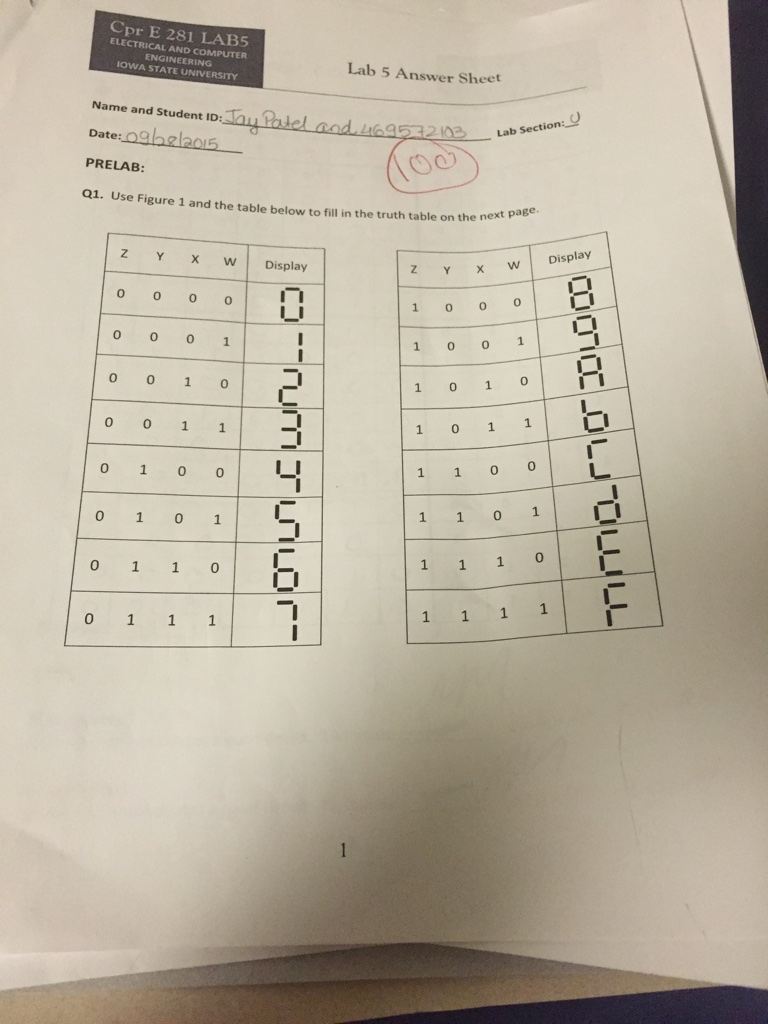 Cpr E 281 LAB5
ELECTRICAL AND COMPUTER
ENGINEERING
IOWA STATE UNIVERSITY
Lab 5 Answer Sheet
Name and Student ID: Jay Patel and 469572103 Lab Section: U
Date: 09/28/2015
100
PRELAB:
Q1. Use Figure 1 and the table below to fill in the truth table on the next page.
Z Y X W Display
0 0 0 0 0
0 0 0 1 1
0 0 1 0 2
0 0 1 1 3
0 1 0 0 4
0 1 0 1 5
0 1 1 0 6
0 1 1 1 7
Z Y X W Display
1 0 0 0 8
1 0 0 1 9
1 0 1 0 A
1 0 1 1 b
1 1 0 0 C
1 1 0 1 d
1 1 1 0 E
1 1 1 1 F
1